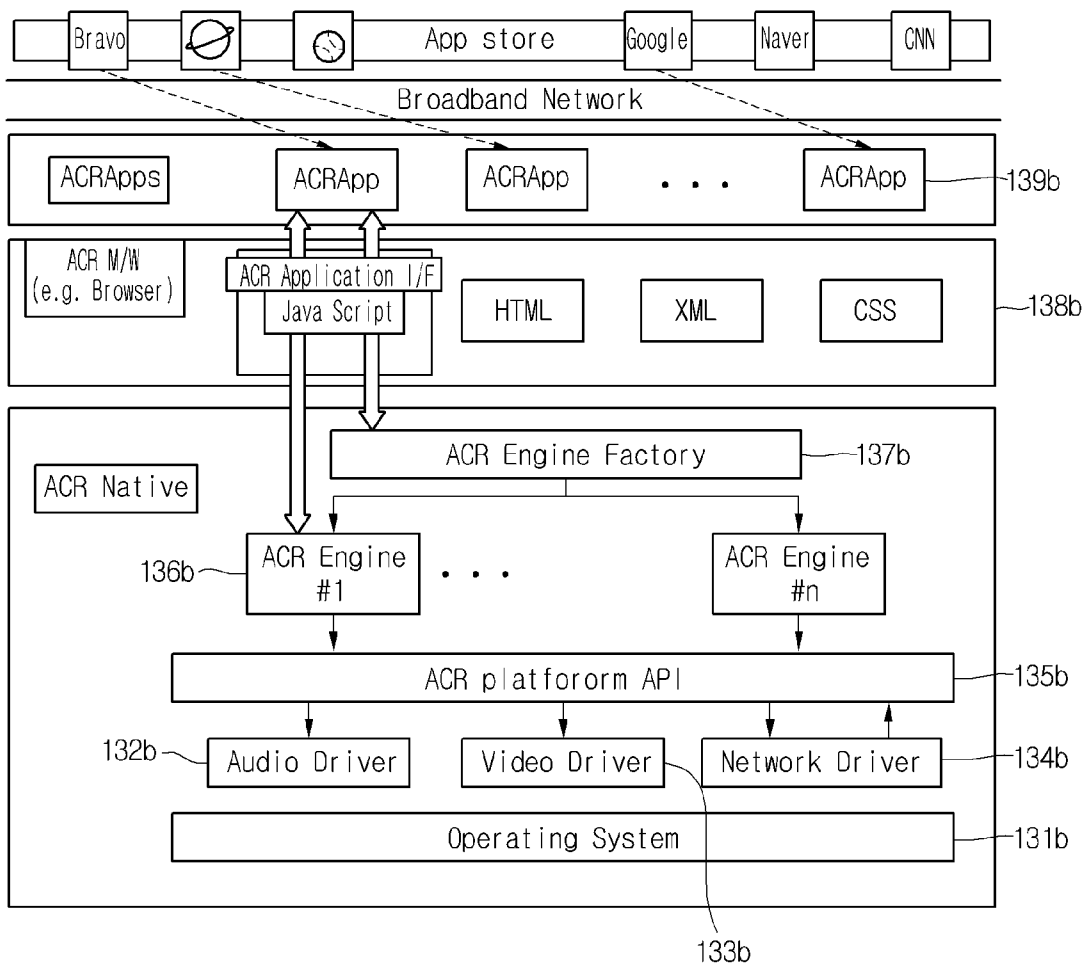 Bravo
App store
Google
Naver
CNN
Broadband Network
ACRApps
ACRApp
ACRApp
. . .
ACRApp
139b
ACR M/W
(e.g. Browser)
ACR Application I/F
Java Script
HTML
XML
CSS
138b
ACR Engine Factory
137b
ACR Native
136b
ACR Engine
#1
. . .
ACR Engine
#n
ACR platfororm API
135b
132b
Audio Driver
Video Driver
Network Driver
134b
Operating System
131b
133b